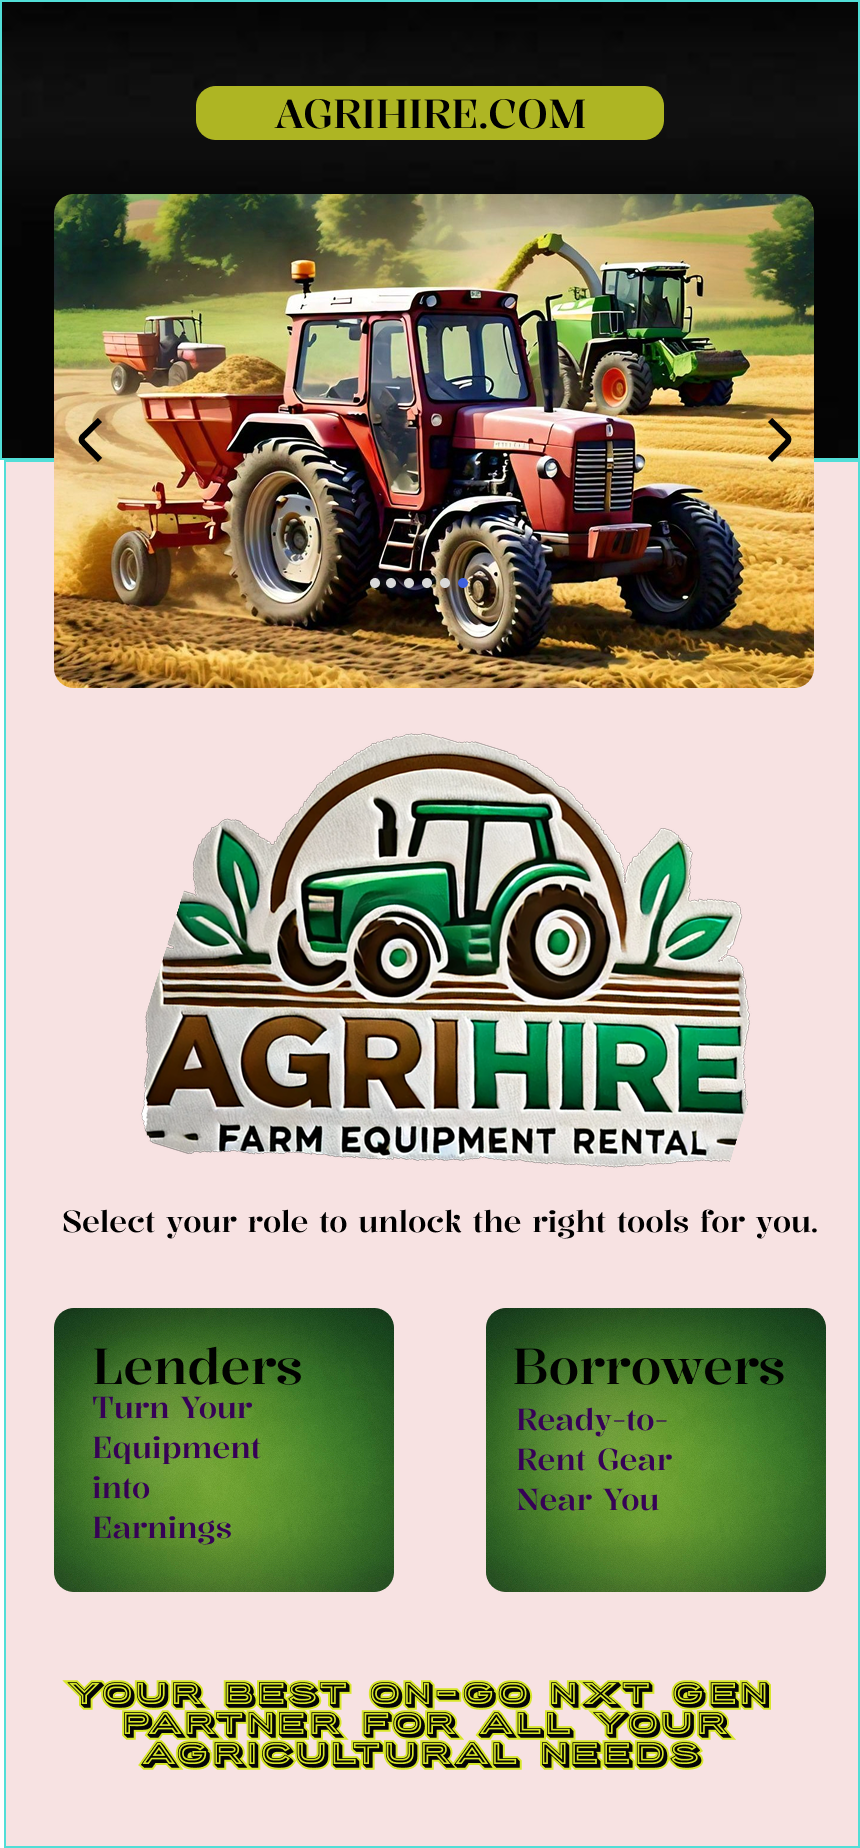 AGRIHIRE.COM
AGRIHIRE
FARM EQUIPMENT RENTAL
Select your role to unlock the right tools for you.
Lenders
Turn Your
Equipment
into
Earnings
Borrowers
Ready-to-
Rent Gear
Near You
YOUR BEST ON-GO NXT GEN
PARTNER FOR ALL YOUR
AGRICULTURAL NEEDS